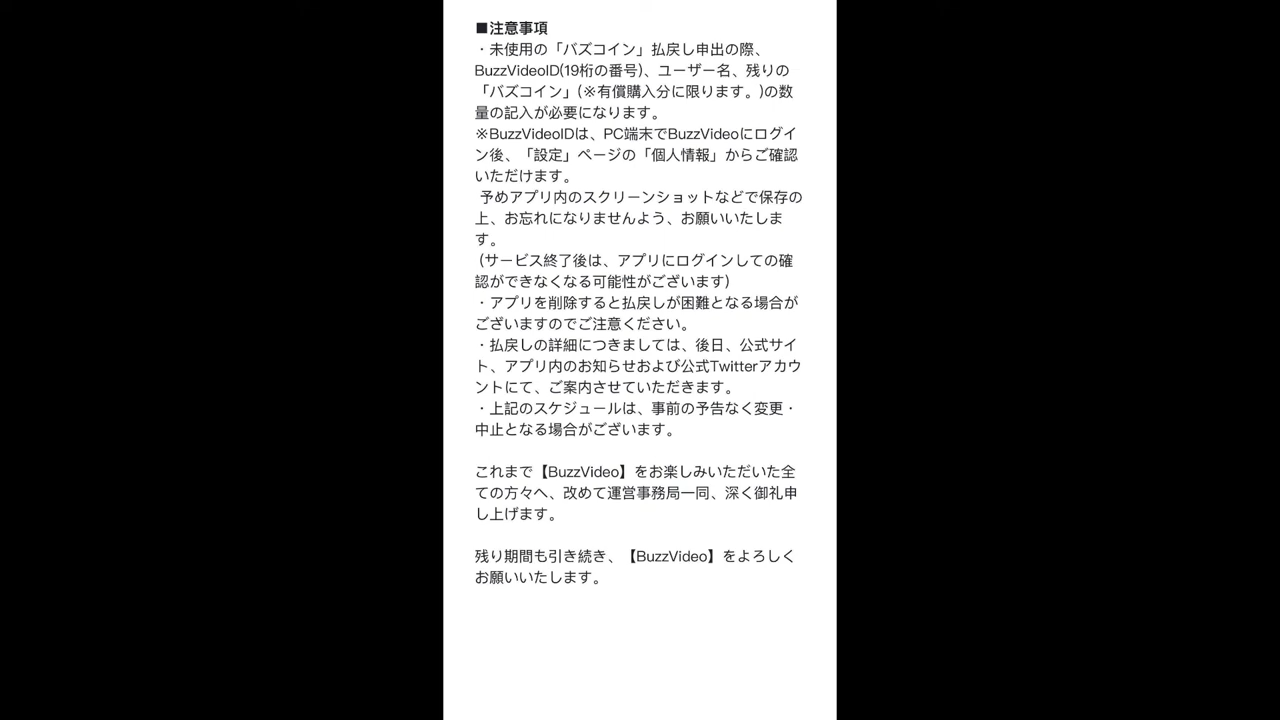 ■注意事項
・未使用の「バズコイン」払戻し申出の際、
BuzzVideoID(19桁の番号)、ユーザー名、残りの
「バズコイン」(※有償購入分に限ります。)の数
量の記入が必要になります。
※BuzzVideoIDは、PC端末でBuzzVideoにログイ
ン後、「設定」ページの「個人情報」からご確認
いただけます。
予めアプリ内のスクリーンショットなどで保存の
上、お忘れになりませんよう、お願いいたしま
す。
(サービス終了後は、アプリにログインしての確
認ができなくなる可能性がございます)
・アプリを削除すると払戻しが困難となる場合が
ございますのでご注意ください。
・払戻しの詳細につきましては、後日、公式サイ
ト、アプリ内のお知らせおよび公式Twitterアカウ
ントにて、ご案内させていただきます。
・上記のスケジュールは、事前の予告なく変更・
中止となる場合がございます。
これまで【BuzzVideo】をお楽しみいただいた全
ての方々へ、改めて運営事務局一同、深く御礼申
し上げます。
残り期間も引き続き、【BuzzVideo】をよろしく
お願いいたします。